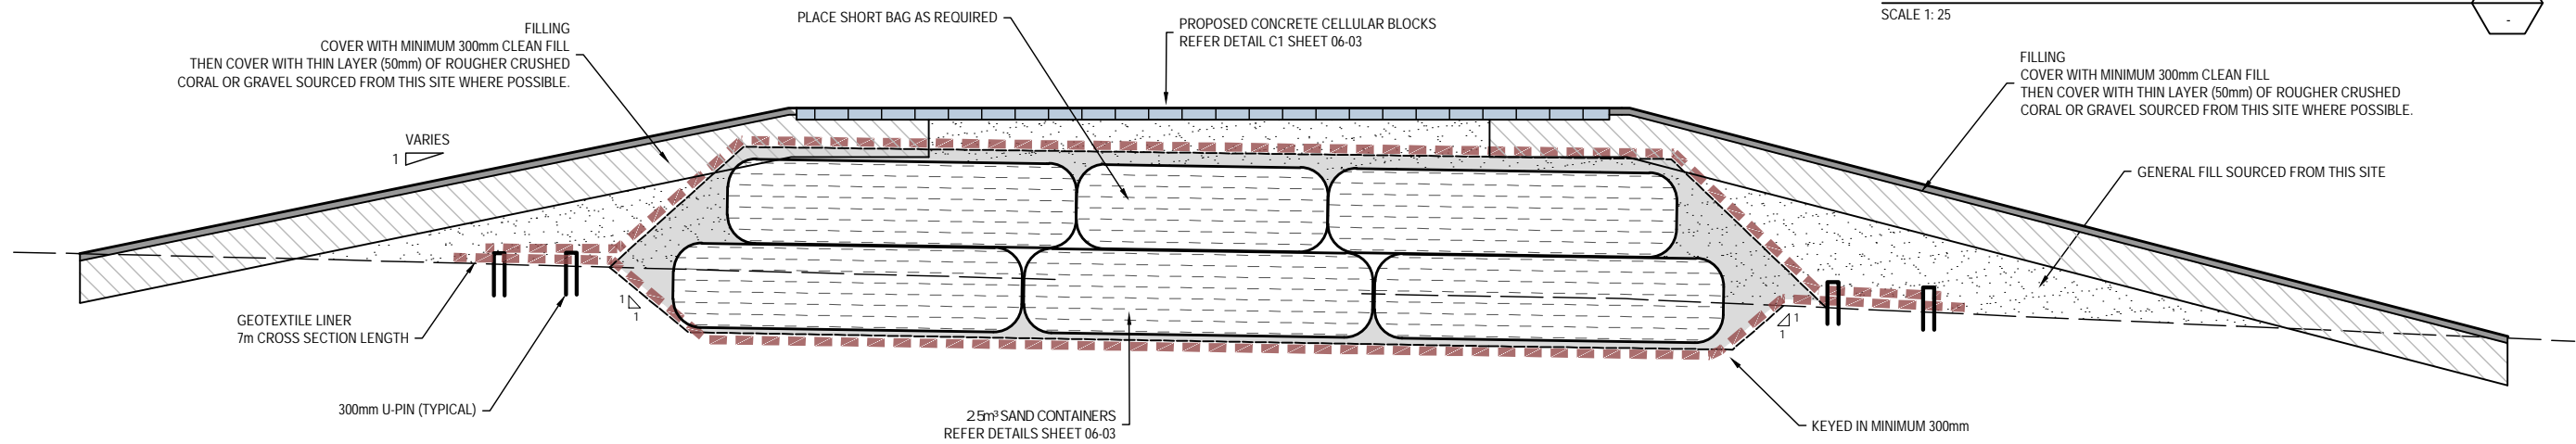 SCALE 1: 25
-
FILLING
COVER WITH MINIMUM 300mm CLEAN FILL
THEN COVER WITH THIN LAYER (50mm) OF ROUGHER CRUSHED
CORAL OR GRAVEL SOURCED FROM THIS SITE WHERE POSSIBLE.
PLACE SHORT BAG AS REQUIRED
PROPOSED CONCRETE CELLULAR BLOCKS
REFER DETAIL C1 SHEET 06-03
FILLING
COVER WITH MINIMUM 300mm CLEAN FILL
THEN COVER WITH THIN LAYER (50mm) OF ROUGHER CRUSHED
CORAL OR GRAVEL SOURCED FROM THIS SITE WHERE POSSIBLE.
VARIES
1
GENERAL FILL SOURCED FROM THIS SITE
1
1
1
1
GEOTEXTILE LINER
7m CROSS SECTION LENGTH
300mm U-PIN (TYPICAL)
2.5m³ SAND CONTAINERS
REFER DETAILS SHEET 06-03
KEYED IN MINIMUM 300mm